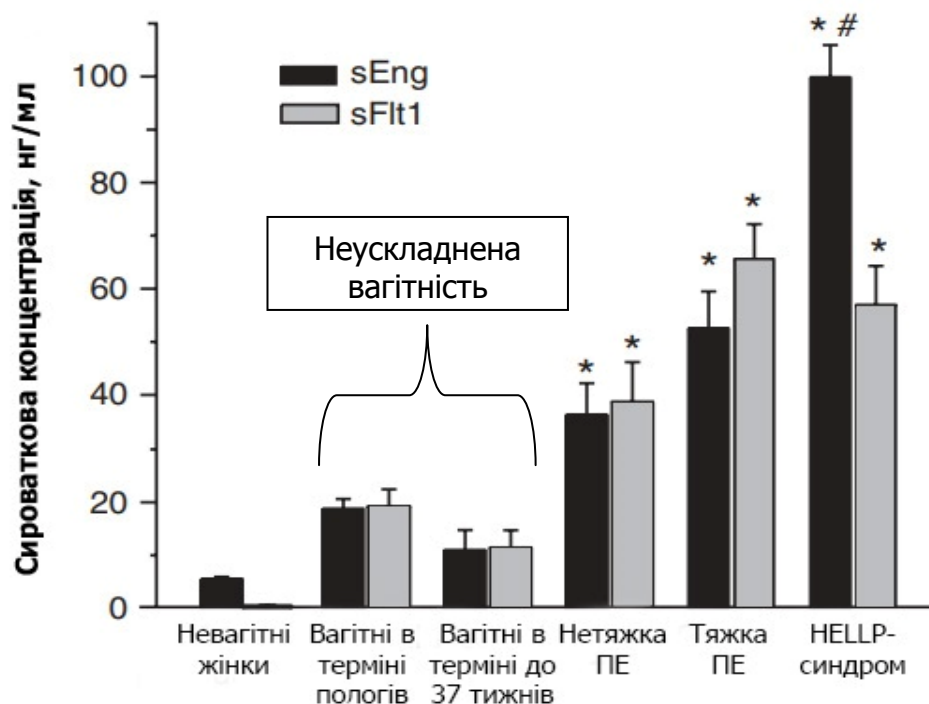 Сироваткова концентрація, нг/мл
100
80
60
40
20
0
sEng
sFlt1
Неускладнена
вагітність
*
*
*
*
* #
*
Невагітні
жінки
Вагітні в
терміні
пологів
Вагітні в
терміні до
37 тижнів
Нетяжка
ПЕ
Тяжка
ПЕ
HELLP-
синдром